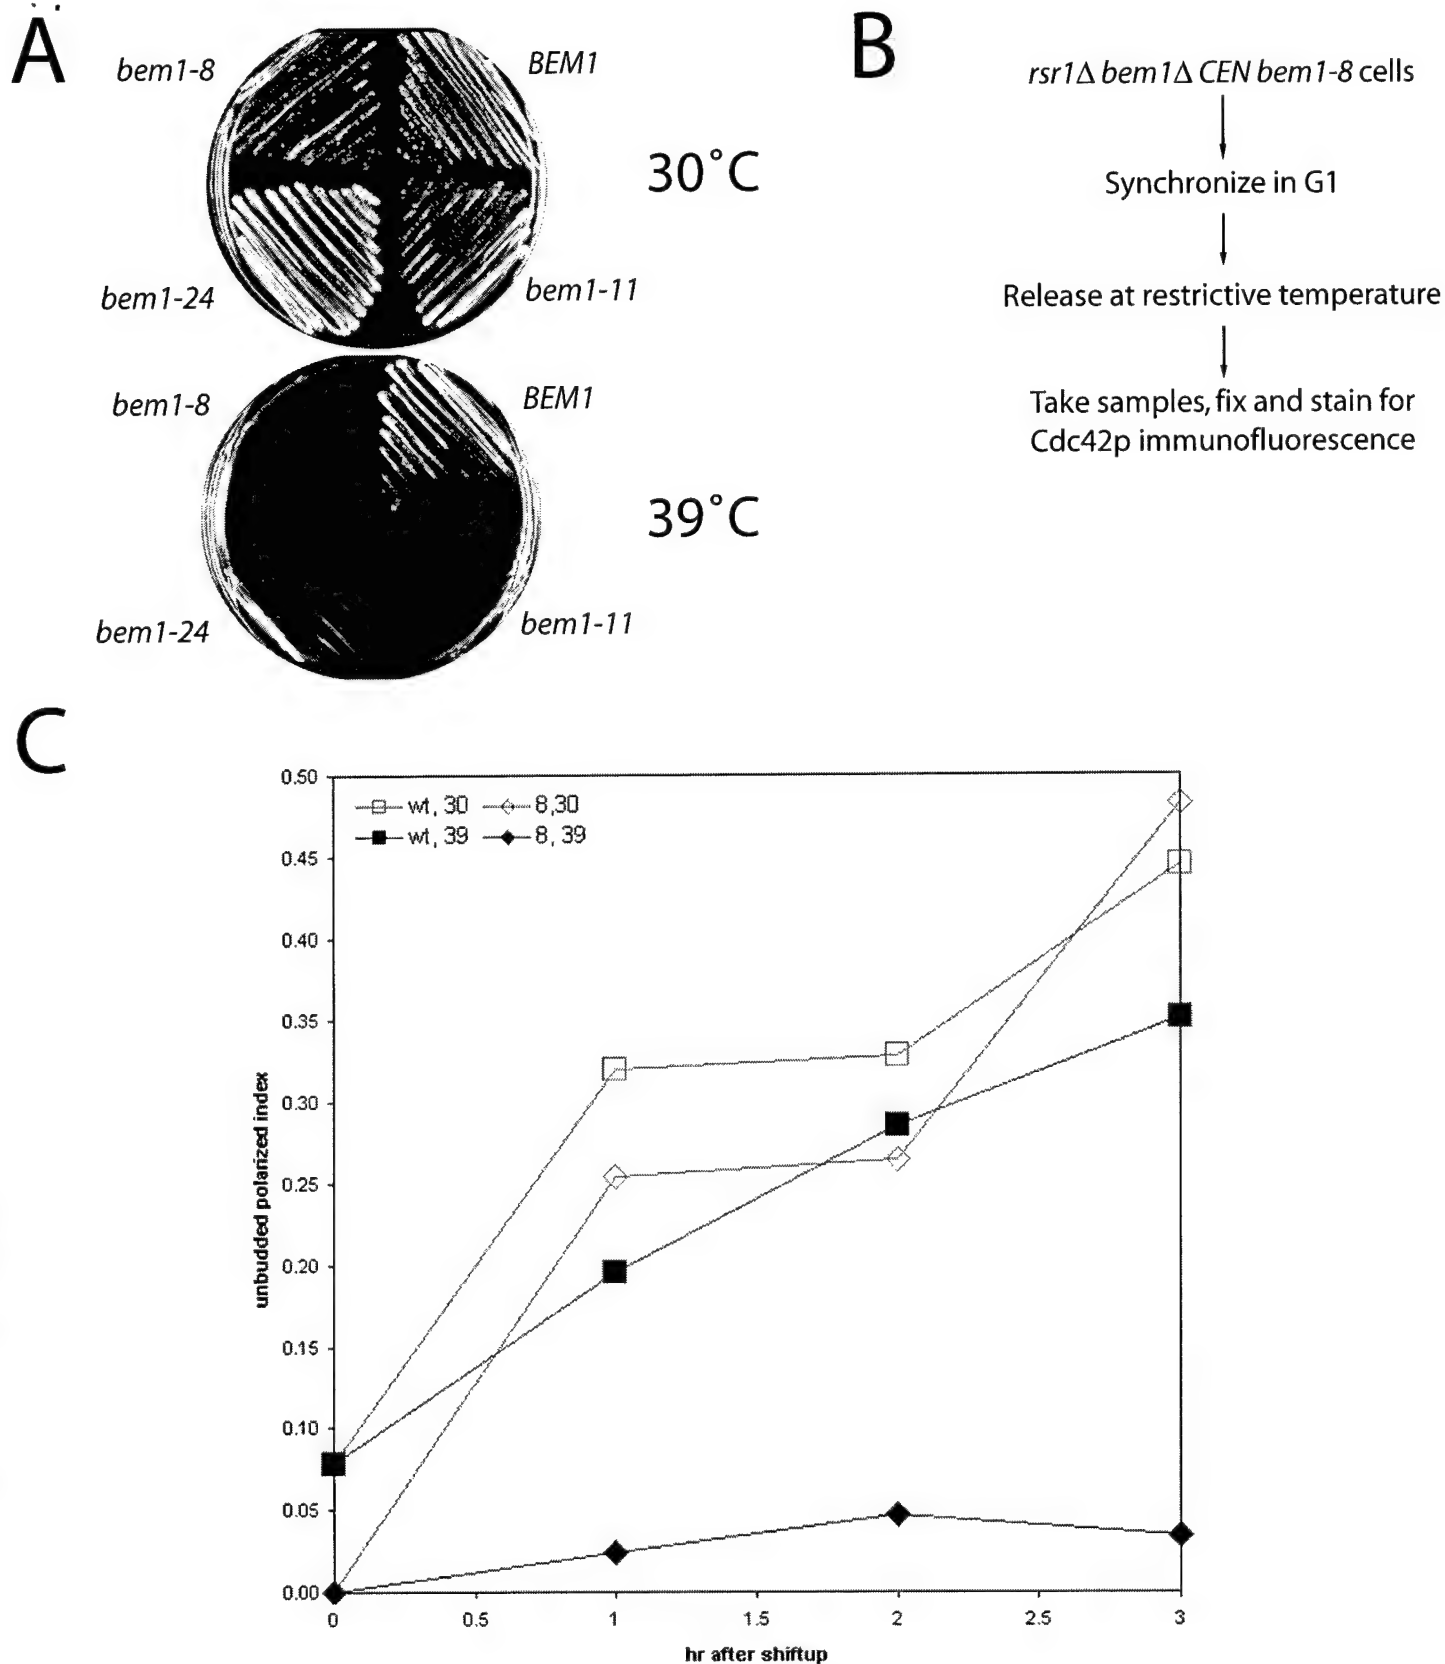 A
bem1-8
BEM1
30°C
bem1-24
bem1-11
bem1-8
BEM1
39°C
bem1-24
bem1-11
B
rsr1Δ bem1Δ CEN bem1-8 cells
Synchronize in G1
Release at restrictive temperature
Take samples, fix and stain for
Cdc42p immunofluorescence
C
0.50
0.45
0.40
0.35
0.30
0.25
0.20
0.15
0.10
0.05
0.00
unbudded polarized index
wt, 30 8,30
wt, 39 8, 39
0 0.5 1 1.5 2 2.5 3
hr after shiftup